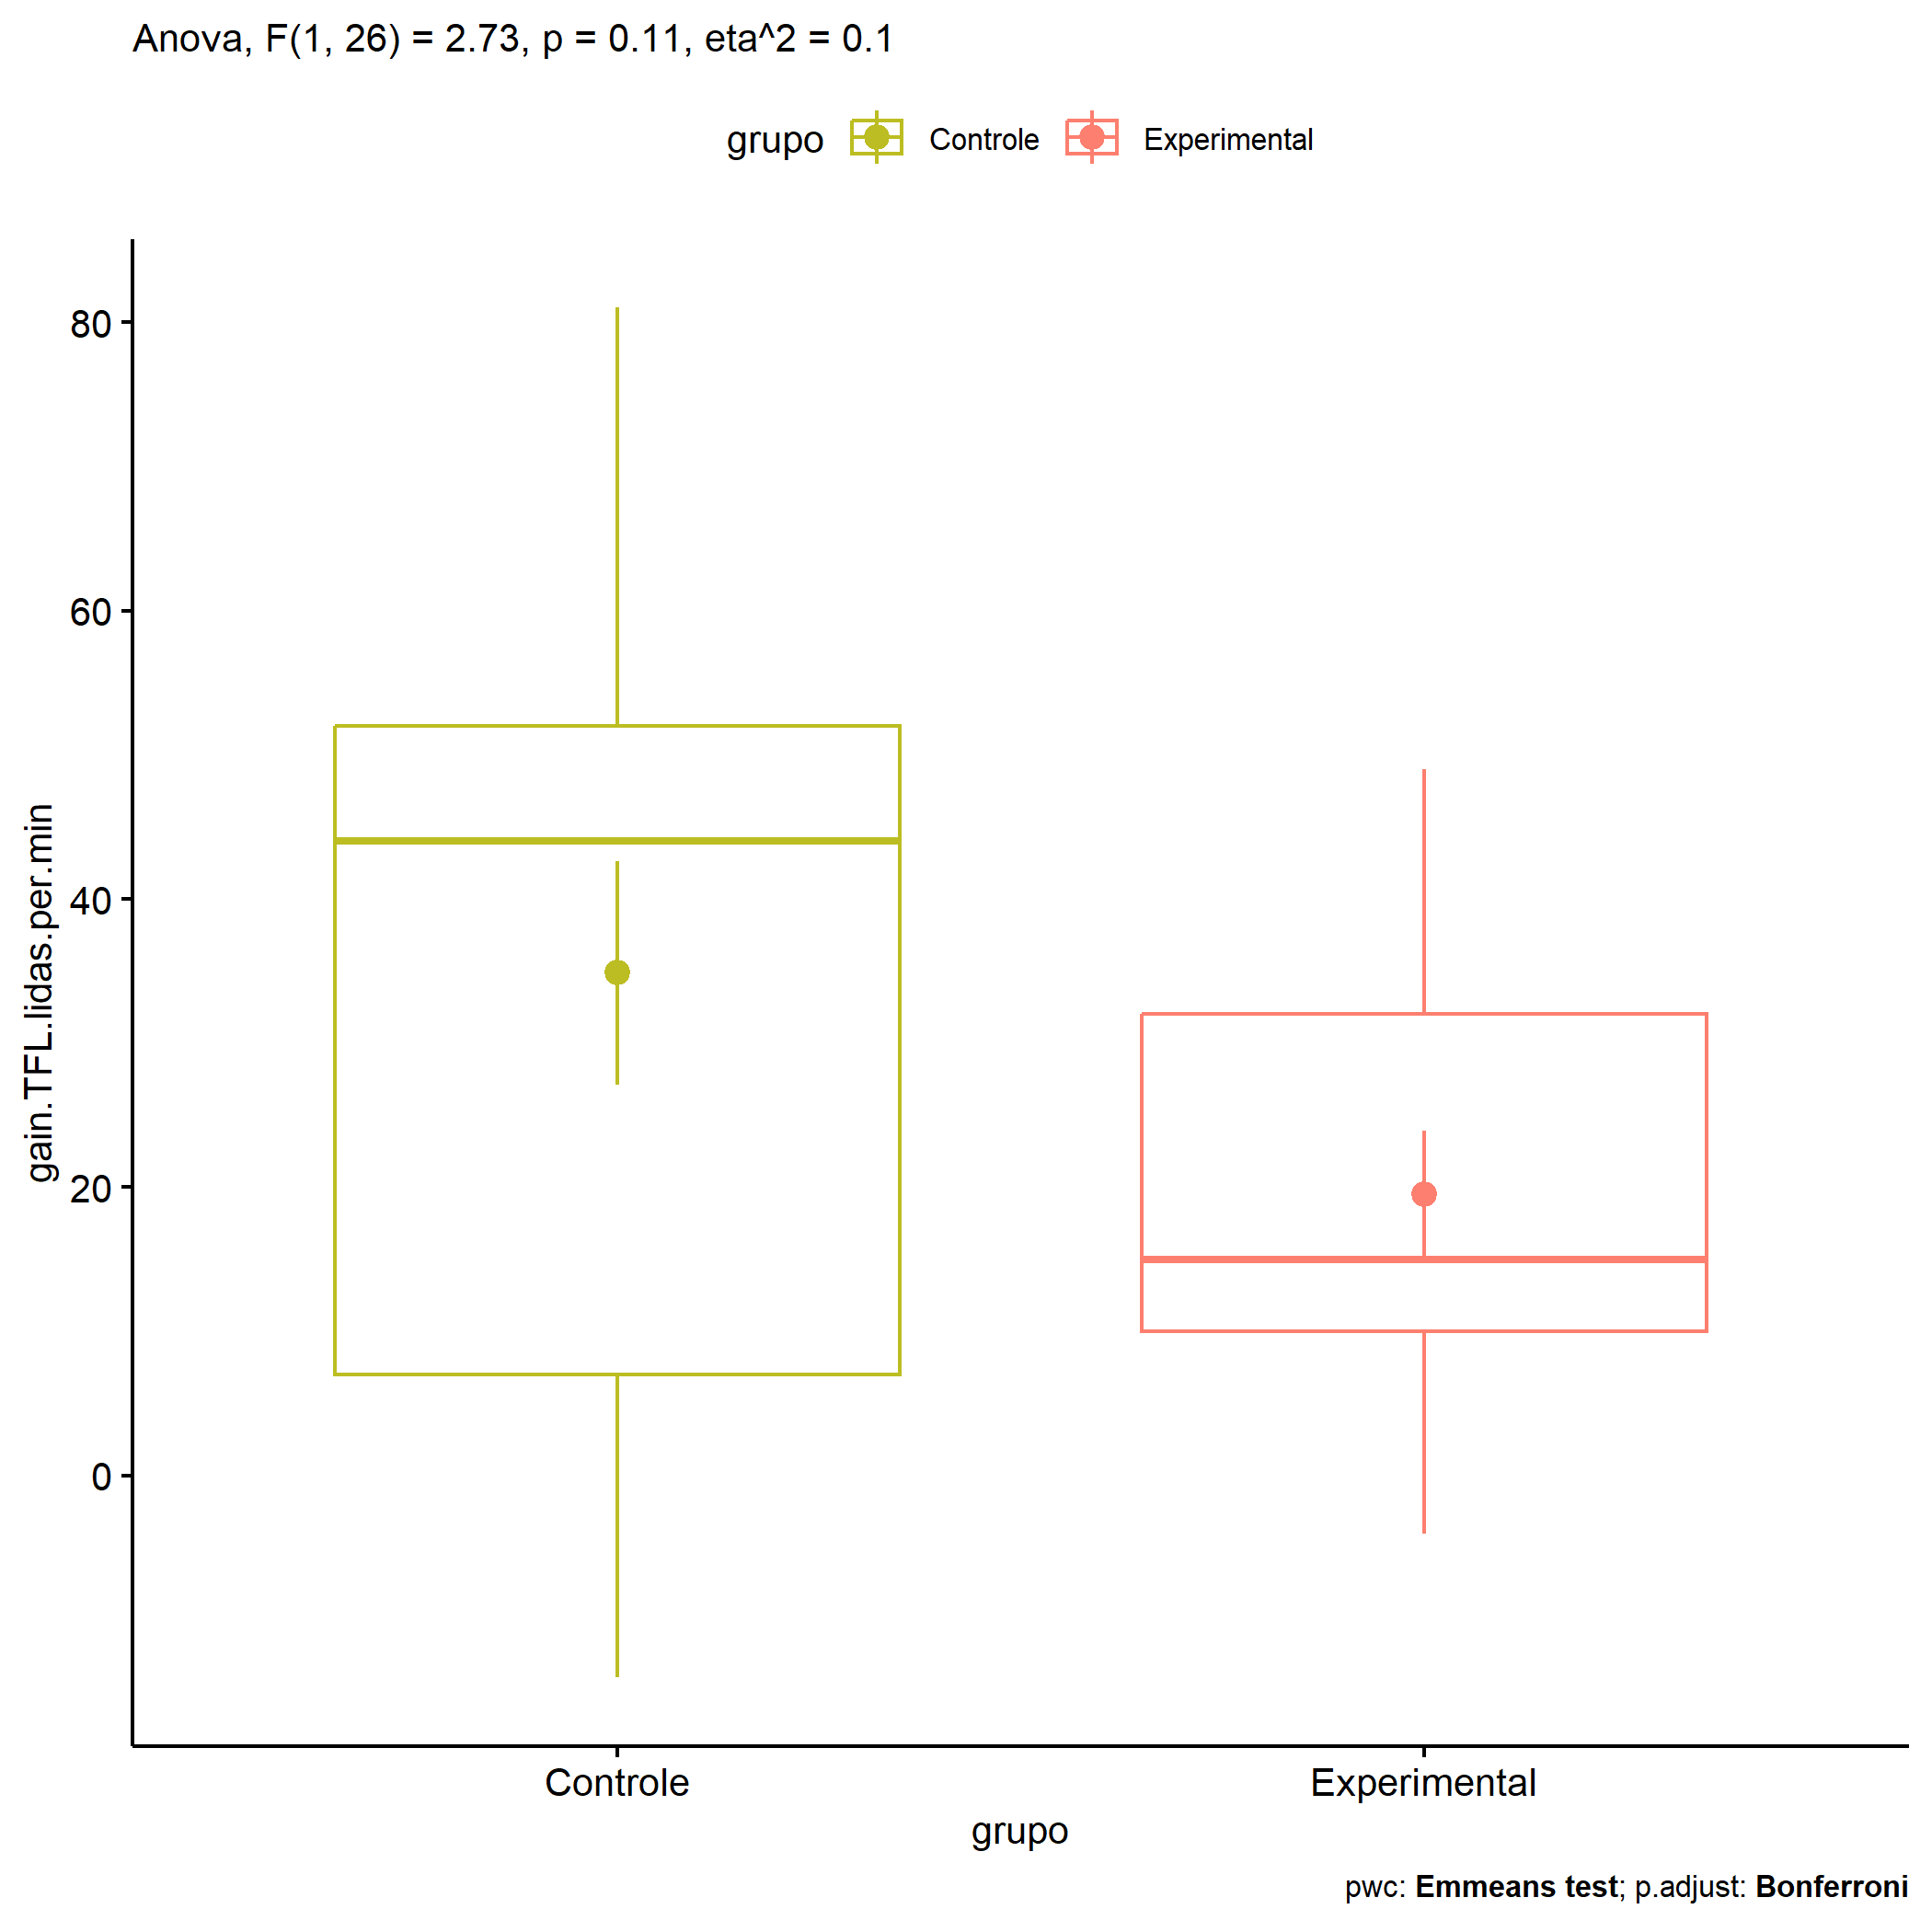 Anova, F(1, 26) = 2.73, p = 0.11, eta^2 = 0.1
grupo Controle Experimental
gain.TFL.lidas.per.min
80
60
40
20
0
Controle Experimental
grupo
pwc: Emmeans test; p.adjust: Bonferroni